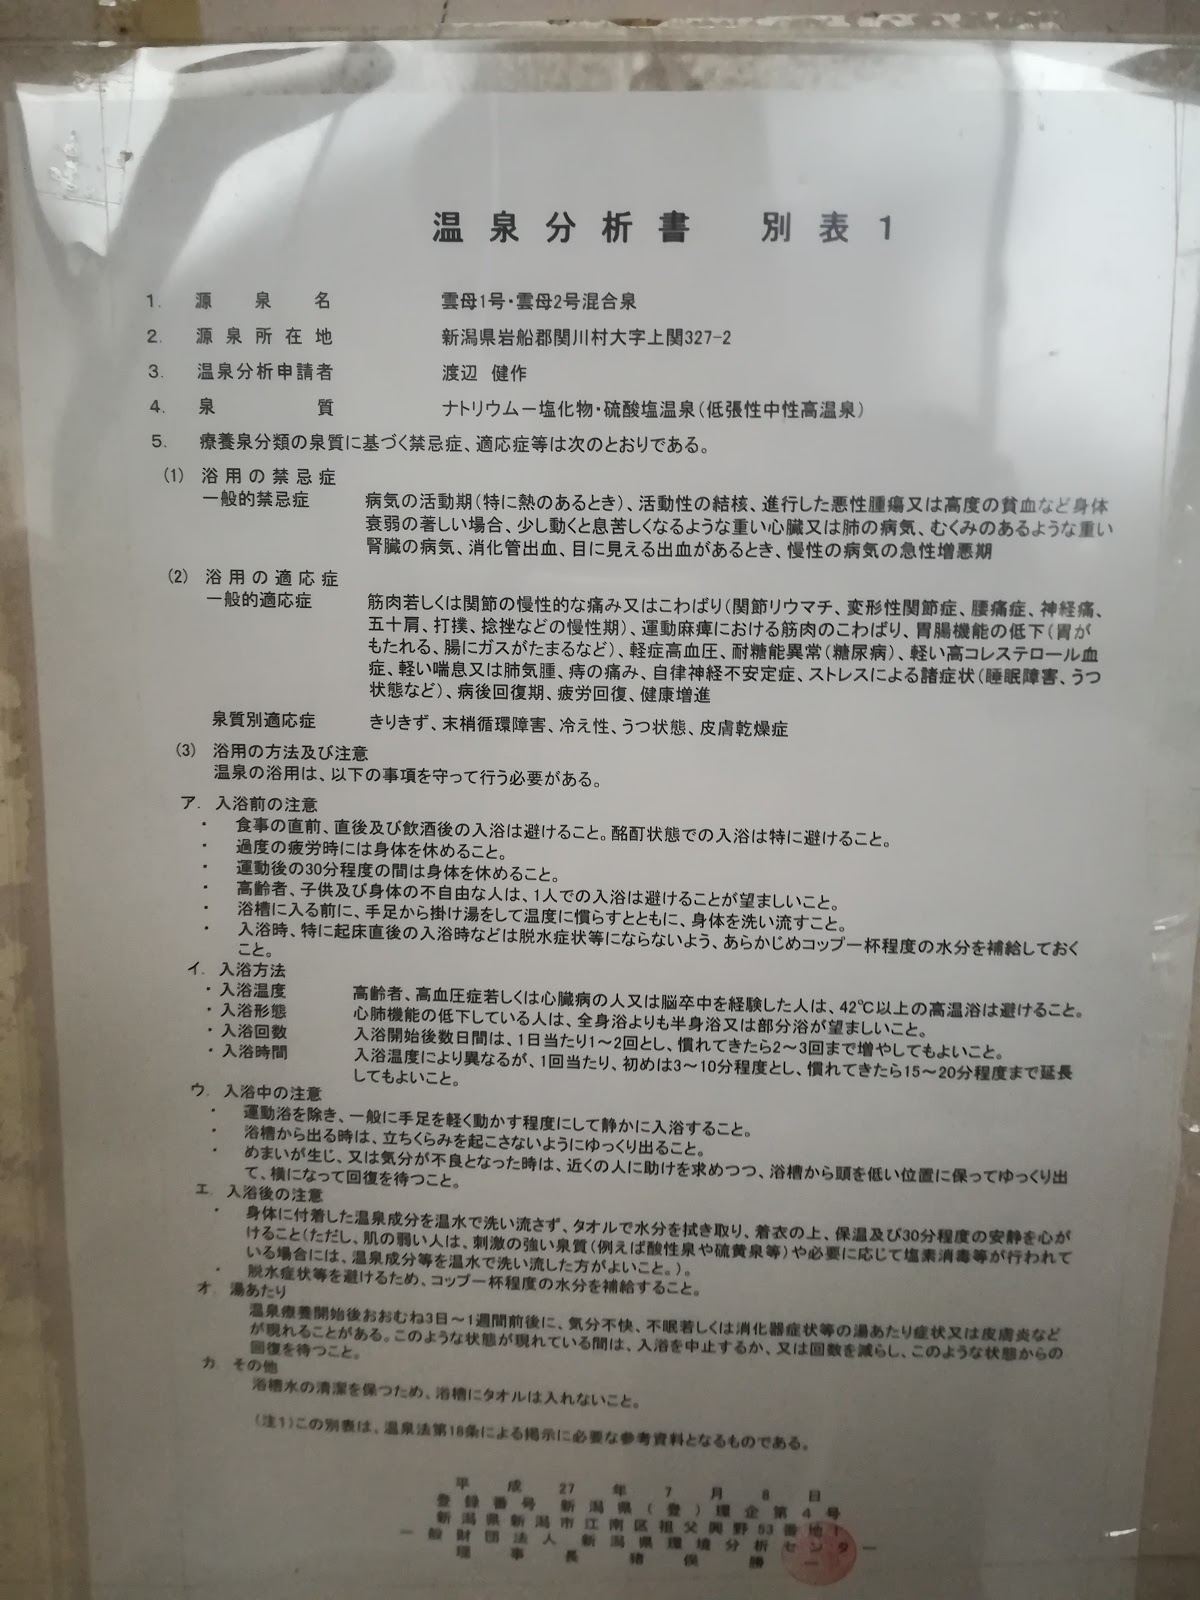 温泉分析書 別表1
1. 源泉名 雲母1号・雲母2号混合泉
2. 源泉所在地 新潟県岩船郡関川村大字上関327-2
3. 温泉分析申請者 渡辺 健作
4. 泉質 ナトリウム－塩化物・硫酸塩温泉(低張性中性高温泉)
5. 療養泉分類の泉質に基づく禁忌症、適応症等は次のとおりである。
(1) 浴用の禁忌症
一般的禁忌症 病気の活動期(特に熱のあるとき)、活動性の結核、進行した悪性腫瘍又は高度の貧血など身体
衰弱の著しい場合、少し動くと息苦しくなるような重い心臓又は肺の病気、むくみのあるような重い
腎臓の病気、消化管出血、目に見える出血があるとき、慢性の病気の急性増悪期
(2) 浴用の適応症
一般的適応症 筋肉若しくは関節の慢性的な痛み又はこわばり(関節リウマチ、変形性関節症、腰痛症、神経痛、
五十肩、打撲、捻挫などの慢性期)、運動麻痺における筋肉のこわばり、胃腸機能の低下(胃が
もたれる、腸にガスがたまるなど)、軽症高血圧、耐糖能異常(糖尿病)、軽い高コレステロール血
症、軽い喘息又は肺気腫、痔の痛み、自律神経不安定症、ストレスによる諸症状(睡眠障害、うつ
状態など)、病後回復期、疲労回復、健康増進
泉質別適応症 きりきず、末梢循環障害、冷え性、うつ状態、皮膚乾燥症
(3) 浴用の方法及び注意
温泉の浴用は、以下の事項を守って行う必要がある。
ア. 入浴前の注意
・ 食事の直前、直後及び飲酒後の入浴は避けること。酩酊状態での入浴は特に避けること。
・ 過度の疲労時には身体を休めること。
・ 運動後の30分程度の間は身体を休めること。
・ 高齢者、子供及び身体の不自由な人は、1人での入浴は避けることが望ましいこと。
・ 浴槽に入る前に、手足から掛け湯をして温度に慣らすとともに、身体を洗い流すこと。
・ 入浴時、特に起床直後の入浴時などは脱水症状等にならないよう、あらかじめコップ一杯程度の水分を補給しておく
こと。
イ. 入浴方法
・入浴温度 高齢者、高血圧症若しくは心臓病の人又は脳卒中を経験した人は、42℃以上の高温浴は避けること。
・入浴形態 心肺機能の低下している人は、全身浴よりも半身浴又は部分浴が望ましいこと。
・入浴回数 入浴開始後数日間は、1日当たり1～2回とし、慣れてきたら2～3回まで増やしてもよいこと。
・入浴時間 入浴温度により異なるが、1回当たり、初めは3～10分程度とし、慣れてきたら15～20分程度まで延長
してもよいこと。
ウ. 入浴中の注意
・ 運動浴を除き、一般に手足を軽く動かす程度にして静かに入浴すること。
・ 浴槽から出る時は、立ちくらみを起こさないようにゆっくり出ること。
・ めまいが生じ、又は気分が不良となった時は、近くの人に助けを求めつつ、浴槽から頭を低い位置に保ってゆっくり出
て、横になって回復を待つこと。
エ. 入浴後の注意
・ 身体に付着した温泉成分を温水で洗い流さず、タオルで水分を拭き取り、着衣の上、保温及び30分程度の安静を心が
けること(ただし、肌の弱い人は、刺激の強い泉質(例えば酸性泉や硫黄泉等)や必要に応じて塩素消毒等が行われて
いる場合には、温泉成分等を温水で洗い流した方がよいこと。)。
・ 脱水症状等を避けるため、コップ一杯程度の水分を補給すること。
オ. 湯あたり
温泉療養開始後おおむね3日～1週間前後に、気分不快、不眠若しくは消化器症状等の湯あたり症状又は皮膚炎など
が現れることがある。このような状態が現れている間は、入浴を中止するか、又は回数を減らし、このような状態からの
回復を待つこと。
カ. その他
浴槽水の清潔を保つため、浴槽にタオルは入れないこと。
(注1)この別表は、温泉法第18条による掲示に必要な参考資料となるものである。
平成27年7月8日
登録番号 新潟県(登)環企第4号
新潟県新潟市江南区祖父興野53番地1
一般財団法人 新潟県環境分析センター
理事長 猪俣 勝一